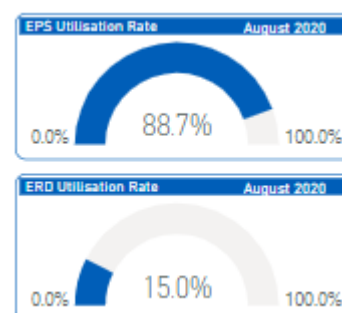 EPS Utilisation Rate August 2020
88.7%
0.0% 100.0%
ERD Utilisation Rate August 2020
15.0%
0.0% 100.0%